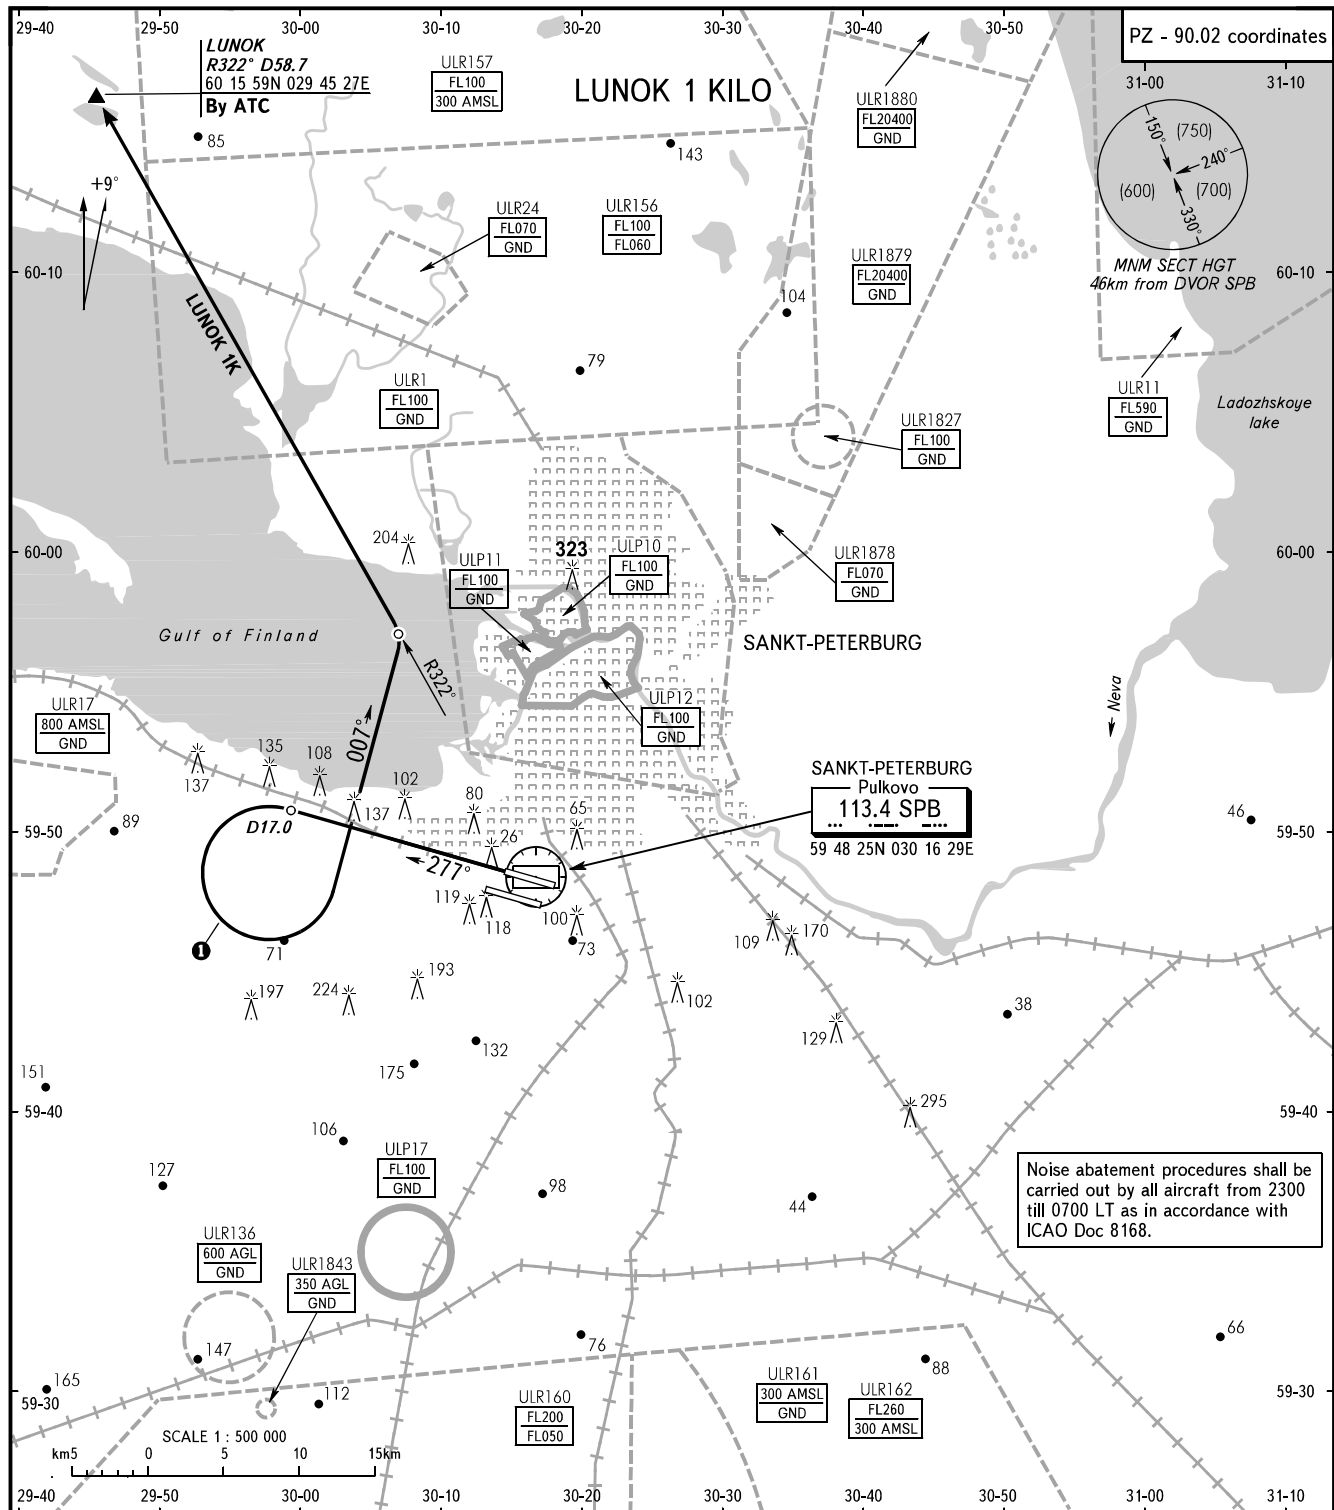 29-40
29-50
30-00
30-10
30-20
30-30
30-40
30-50
PZ - 90.02 coordinates
31-00
31-10
LUNOK
R322° D58.7
60 15 59N 029 45 27E
By ATC
ULR157
FL100
300 AMSL
LUNOK 1 KILO
ULR1880
FL20400
GND
150°
(750)
240°
(600)
(700)
330°
MNM SECT HGT
46km from DVOR SPB
85
143
+9°
ULR24
FL070
GND
ULR156
FL100
FL060
ULR1879
FL20400
GND
60-10
60-10
104
LUNOK 1K
79
ULR1
FL100
GND
ULR11
FL590
GND
Ladozhskoye
lake
ULR1827
FL100
GND
204
60-00
323
ULP10
FL100
GND
ULP11
FL100
GND
ULR1878
FL070
GND
60-00
Gulf of Finland
SANKT-PETERBURG
R322°
ULR17
800 AMSL
GND
ULP12
FL100
GND
Neva
007°
137
135
108
102
137
80
65
26
SANKT-PETERBURG
Pulkovo
113.4 SPB
59 48 25N 030 16 29E
46
89
59-50
59-50
D17.0
277°
119
118
100
73
109
170
1
71
197
224
193
102
129
38
132
175
151
59-40
295
59-40
106
ULP17
FL100
GND
127
98
44
Noise abatement procedures shall be
carried out by all aircraft from 2300
till 0700 LT as in accordance with
ICAO Doc 8168.
ULR136
600 AGL
GND
ULR1843
350 AGL
GND
147
76
66
88
165
59-30
112
ULR160
FL200
FL050
ULR161
300 AMSL
GND
ULR162
FL260
300 AMSL
59-30
SCALE 1 : 500 000
km5
0
5
10
15km
29-40
29-50
30-00
30-10
30-20
30-30
30-40
30-50
31-00
31-10